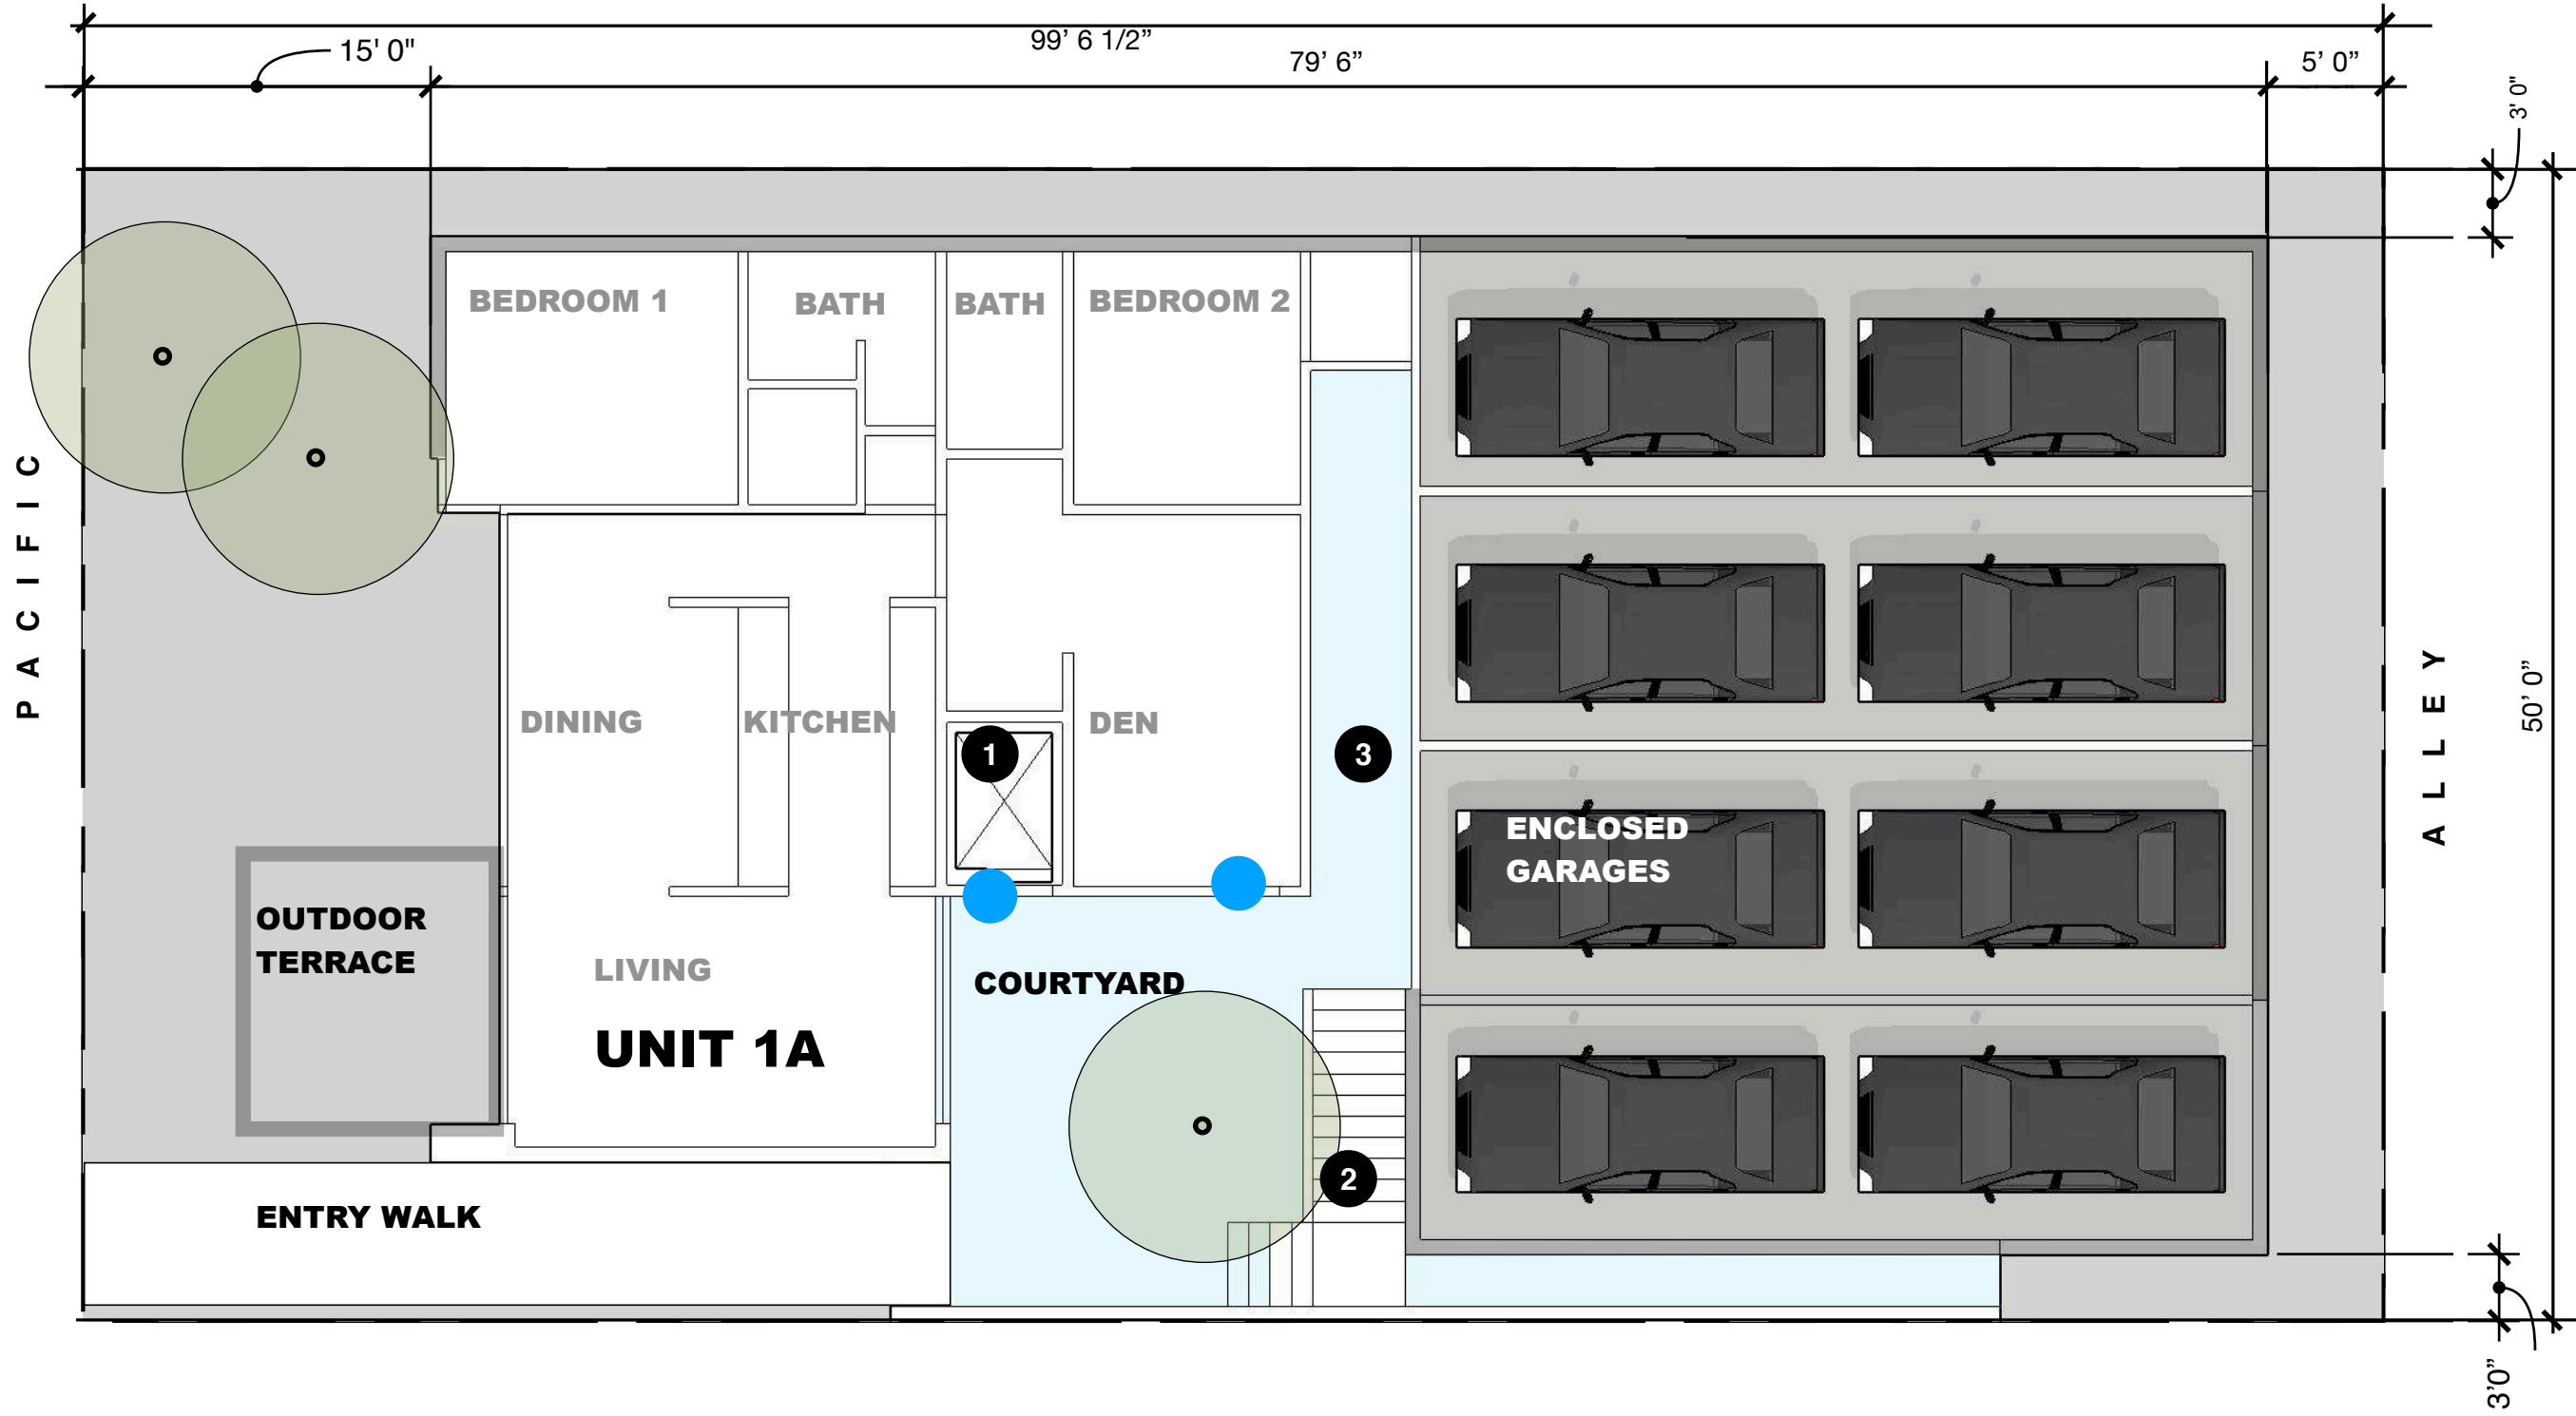 99’ 6 1/2”
15' 0"
79’ 6”
5’ 0”
3' 0"
BEDROOM 1
BATH
BATH
BEDROOM 2
PACIFIC
DINING
KITCHEN
DEN
1
3
ALLEY
50’ 0”
ENCLOSED
GARAGES
OUTDOOR
TERRACE
LIVING
COURTYARD
UNIT 1A
2
ENTRY WALK
3’0”